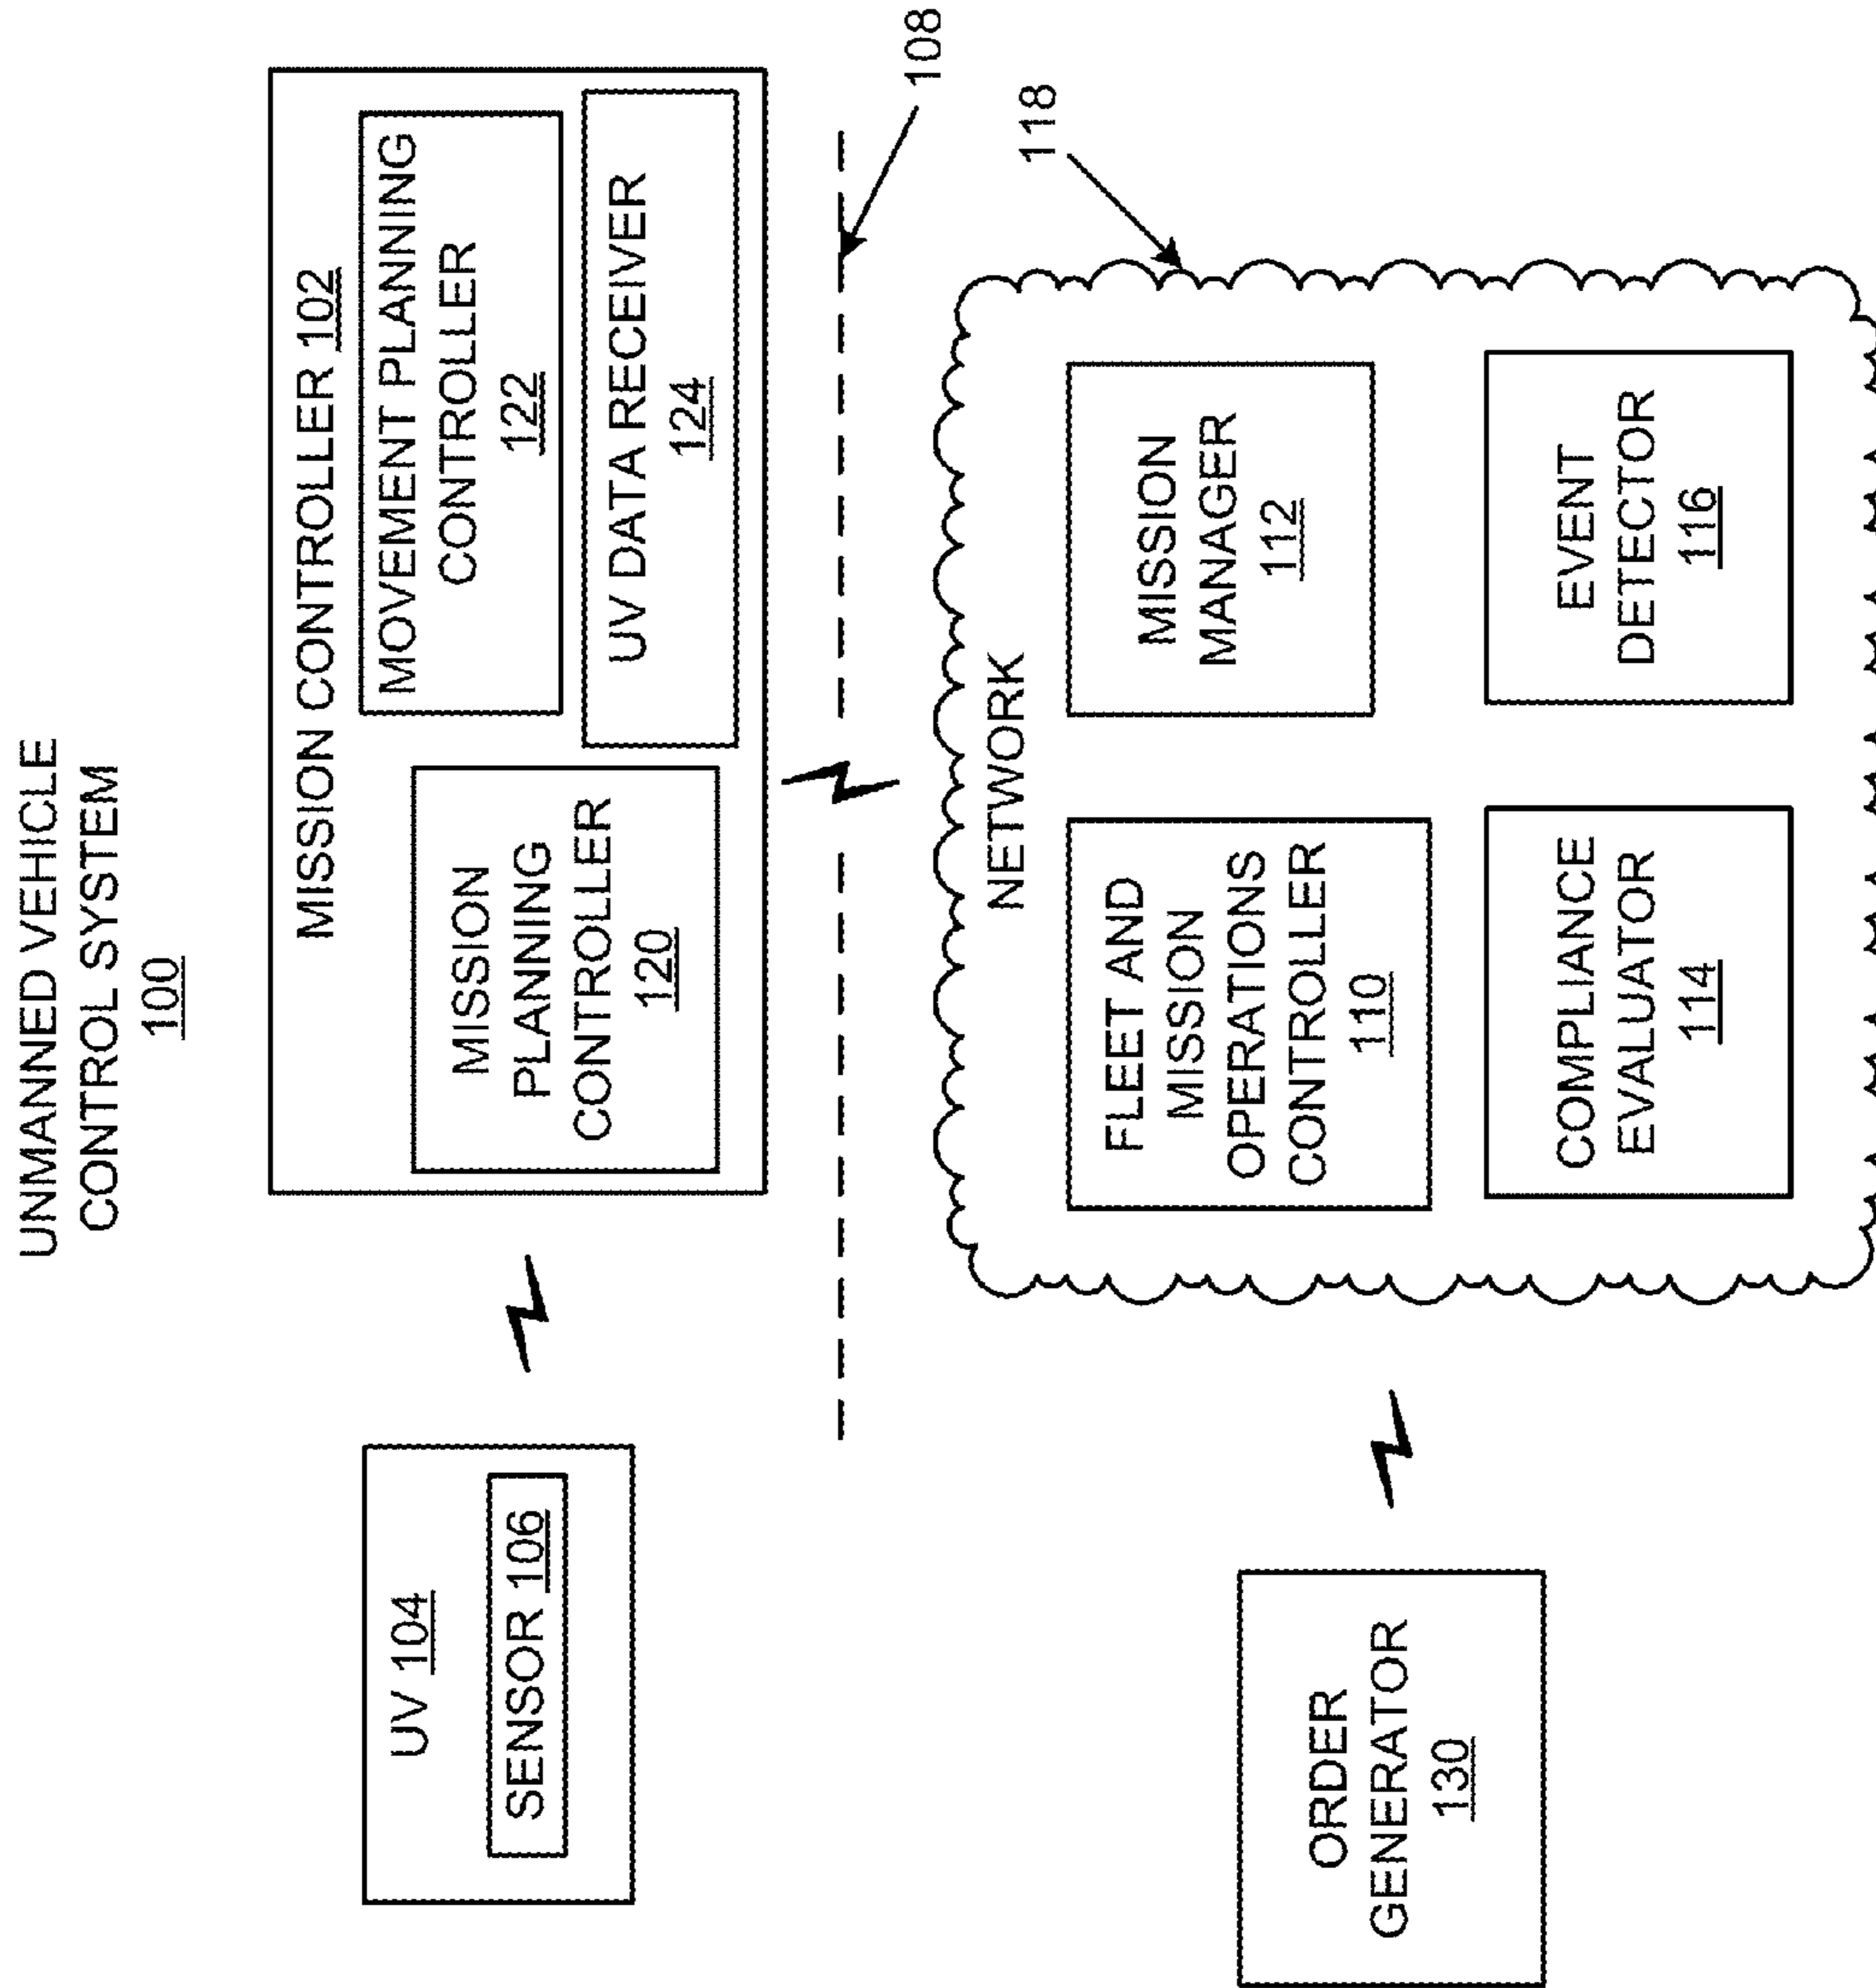 UNMANNED VEHICLE
CONTROL SYSTEM
100
UV 104
SENSOR 106
MISSION CONTROLLER 102
MISSION
PLANNING
CONTROLLER
120
MOVEMENT PLANNING
CONTROLLER
122
UV DATA RECEIVER
124
108
118
NETWORK
FLEET AND
MISSION
OPERATIONS
CONTROLLER
110
MISSION
MANAGER
112
COMPLIANCE
EVALUATOR
114
EVENT
DETECTOR
116
ORDER
GENERATOR
130